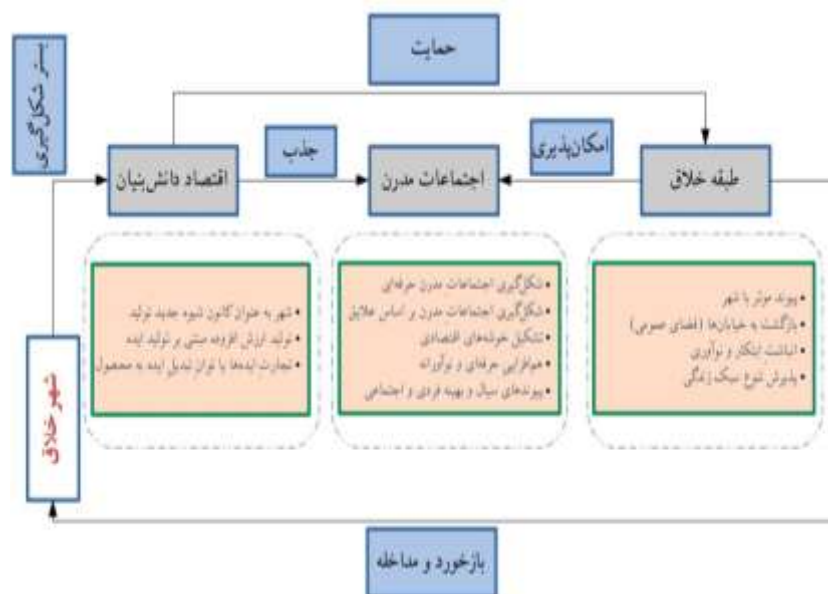 حمایت
بستر شکل‌گیری
جذب
امکان‌پذیری
طبقه خلاق
اجتماعات مدرن
اقتصاد دانش‌بنیان
• پیوند موثر با شهر
• بازگشت به خیابان‌ها (فضای عمومی)
• انباشت ابتکار و نوآوری
• پذیرش تنوع سبک زندگی
• شکل‌گیری اجتماعات مدرن حرفه‌ای
• شکل‌گیری اجتماعات مدرن بر اساس علایق
• تشکیل خوشه‌های اقتصادی
• هم‌افزایی حرفه‌ای و نوآورانه
• پیوندهای سیال و بهینه فردی و اجتماعی
• شهر به عنوان کانون شیوه جدید تولید
• تولید ارزش افزوده مبتنی بر تولید ایده
• تجارت ایده‌ها با توان تبدیل ایده به محصول
شهر خلاق
بازخورد و مداخله